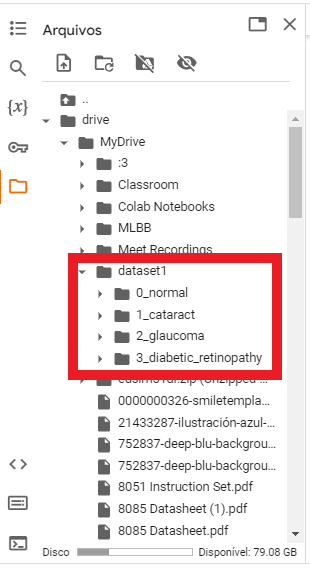 Arquivos
{x}
..
drive
MyDrive
:3
Classroom
Colab Notebooks
MLBB
Meet Recordings
dataset1
0_normal
1_cataract
2_glaucoma
3_diabetic_retinopathy
(Unzipped ...
0000000326-smiletempla...
21433287-ilustración-azul-...
752837-deep-blu-backgrou...
752837-deep-blu-backgrou...
8051 Instruction Set.pdf
8085 Datasheet (1).pdf
8085 Datasheet.pdf
Disco Disponível: 79.08 GB